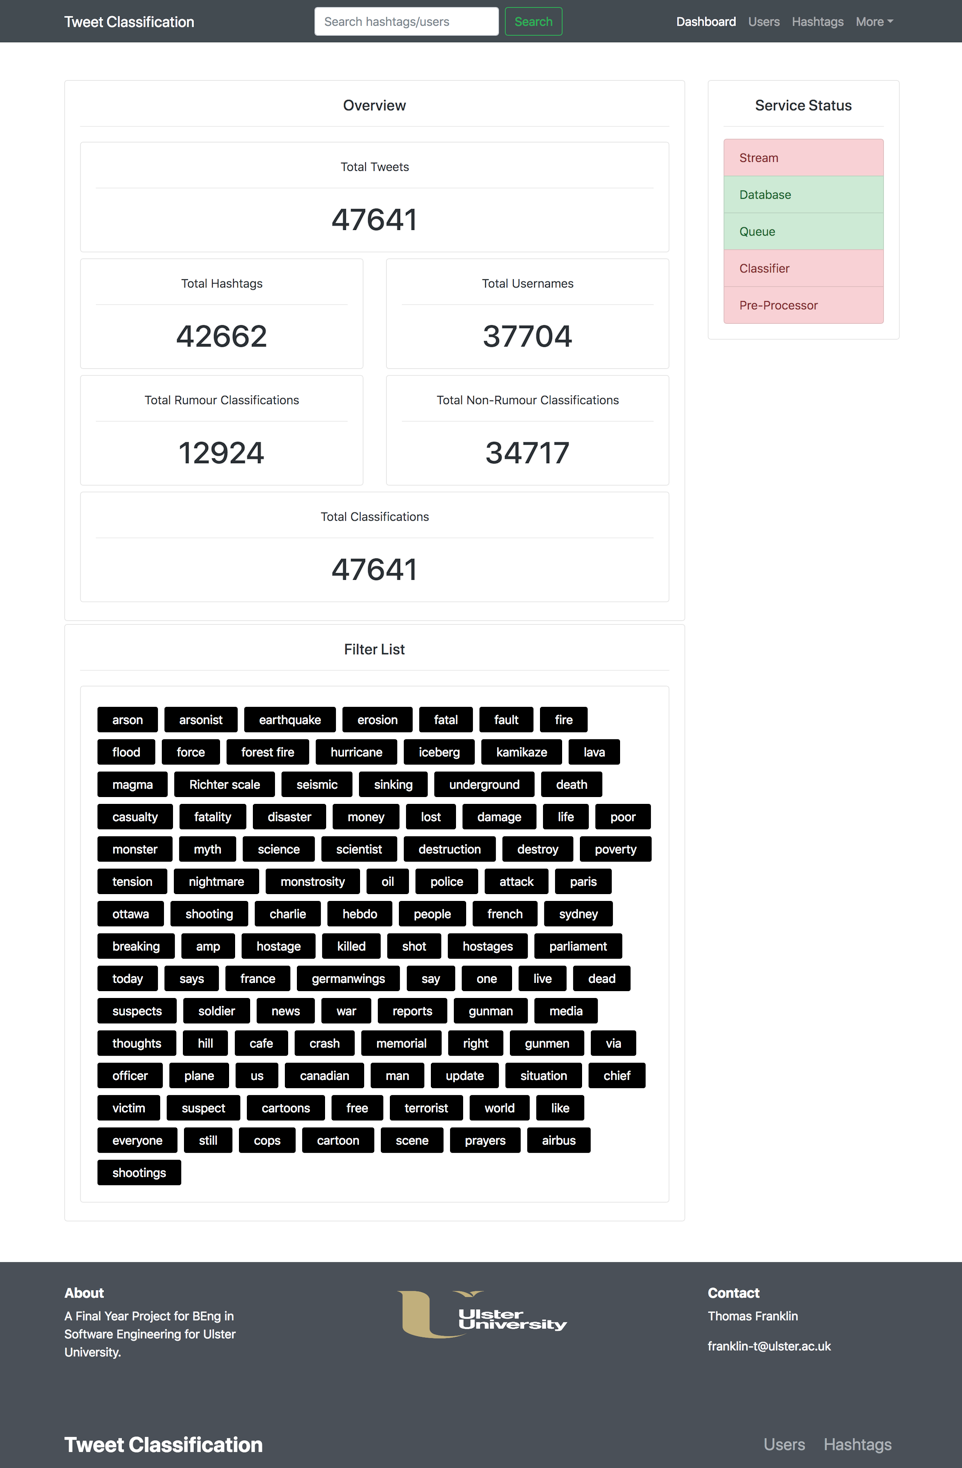 Tweet Classification Search hashtags/users Search Dashboard Users Hashtags More
Overview
Total Tweets
47641
Total Hashtags
42662
Total Usernames
37704
Total Rumour Classifications
12924
Total Non-Rumour Classifications
34717
Total Classifications
47641
Service Status
Stream
Database
Queue
Classifier
Pre-Processor
Filter List
arson arsonist earthquake erosion fatal fault fire
flood force forest fire hurricane iceberg kamikaze lava
magma Richter scale seismic sinking underground death
casualty fatality disaster money lost damage life poor
monster myth science scientist destruction destroy poverty
tension nightmare monstrosity oil police attack paris
ottawa shooting charlie hebdo people french sydney
breaking amp hostage killed shot hostages parliament
today says france germanwings say one live dead
suspects soldier news war reports gunman media
thoughts hill cafe crash memorial right gunmen via
officer plane us canadian man update situation chief
victim suspect cartoons free terrorist world like
everyone still cops cartoon scene prayers airbus
shootings
About
A Final Year Project for BEng in
Software Engineering for Ulster
University.
Ulster
University
Contact
Thomas Franklin
franklin-t@ulster.ac.uk
Tweet Classification Users Hashtags